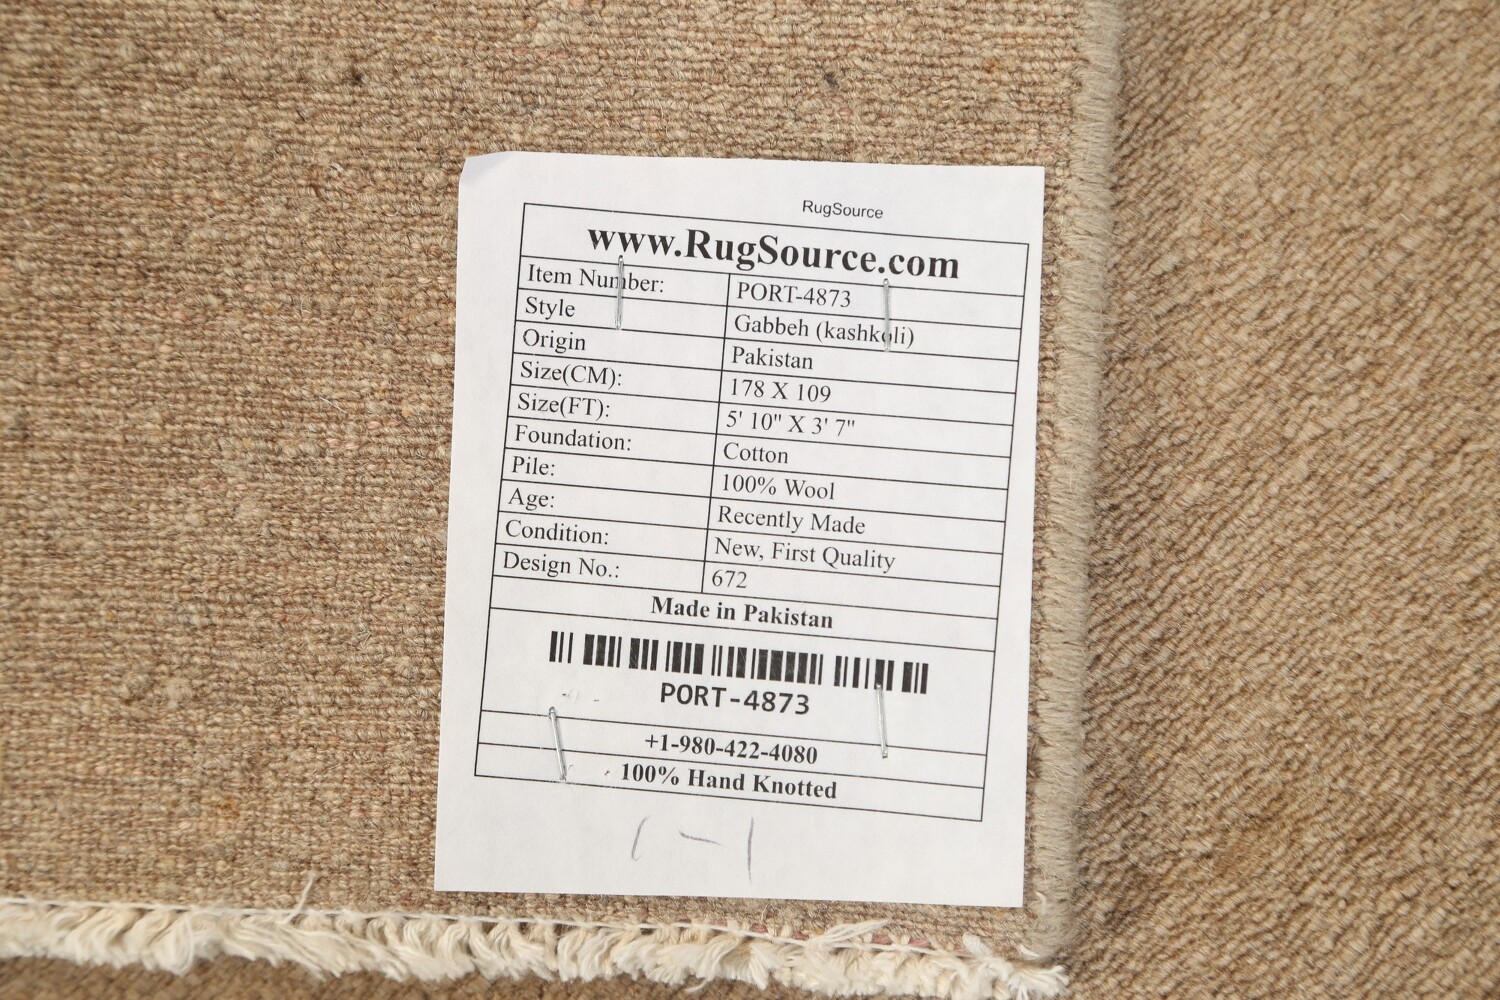 RugSource
www.RugSource.com
Item Number: PORT-4873
Style Gabbeh (kashkoli)
Origin Pakistan
Size(CM): 178 X 109
Size(FT): 5' 10" X 3' 7"
Foundation: Cotton
Pile: 100% Wool
Age: Recently Made
Condition: New, First Quality
Design No.: 672
Made in Pakistan
PORT-4873
+1-980-422-4080
100% Hand Knotted
1-1